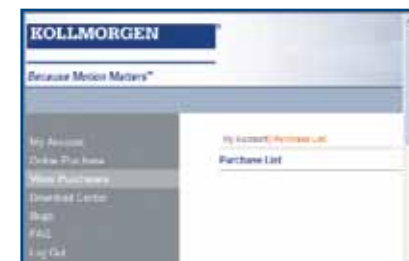 KOLLMORGEN
Because Motion Matters™
My Account
My Account| Purchase List
Online Purchase
Purchase List
View Purchases
Download Center
Bugs
FAQ
Log Out